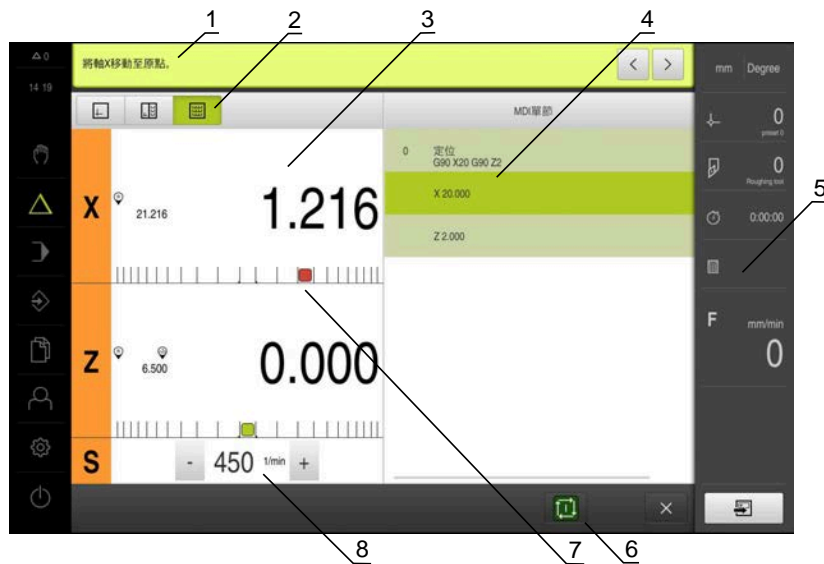 1
2
3
4
0
14 19
將軸X移動至原點。
< >
mm Degree
MDI單節
0
preset 0
0 定位
G90 X20 G90 Z2
0
Roughing tool
X
21.216
1.216
X 20.000
5
0:00:00
Z 2.000
F mm/min
0
Z
6.500
0.000
S
- 450 1/min +
8
7
6